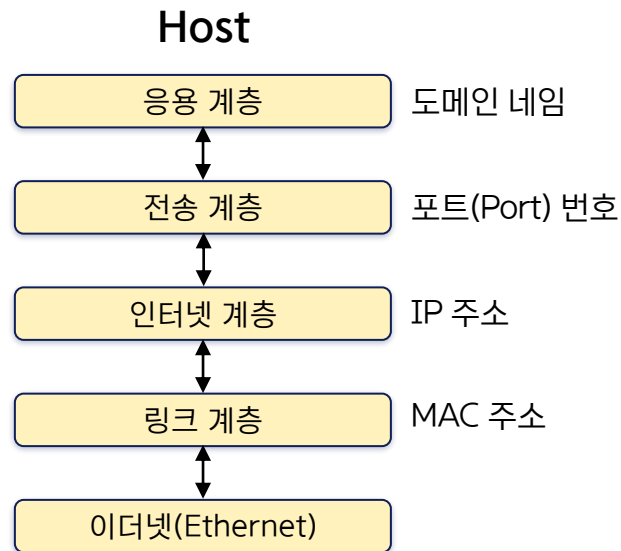 Host
응용 계층
도메인 네임
전송 계층
포트(Port) 번호
인터넷 계층
IP 주소
링크 계층
MAC 주소
이더넷(Ethernet)